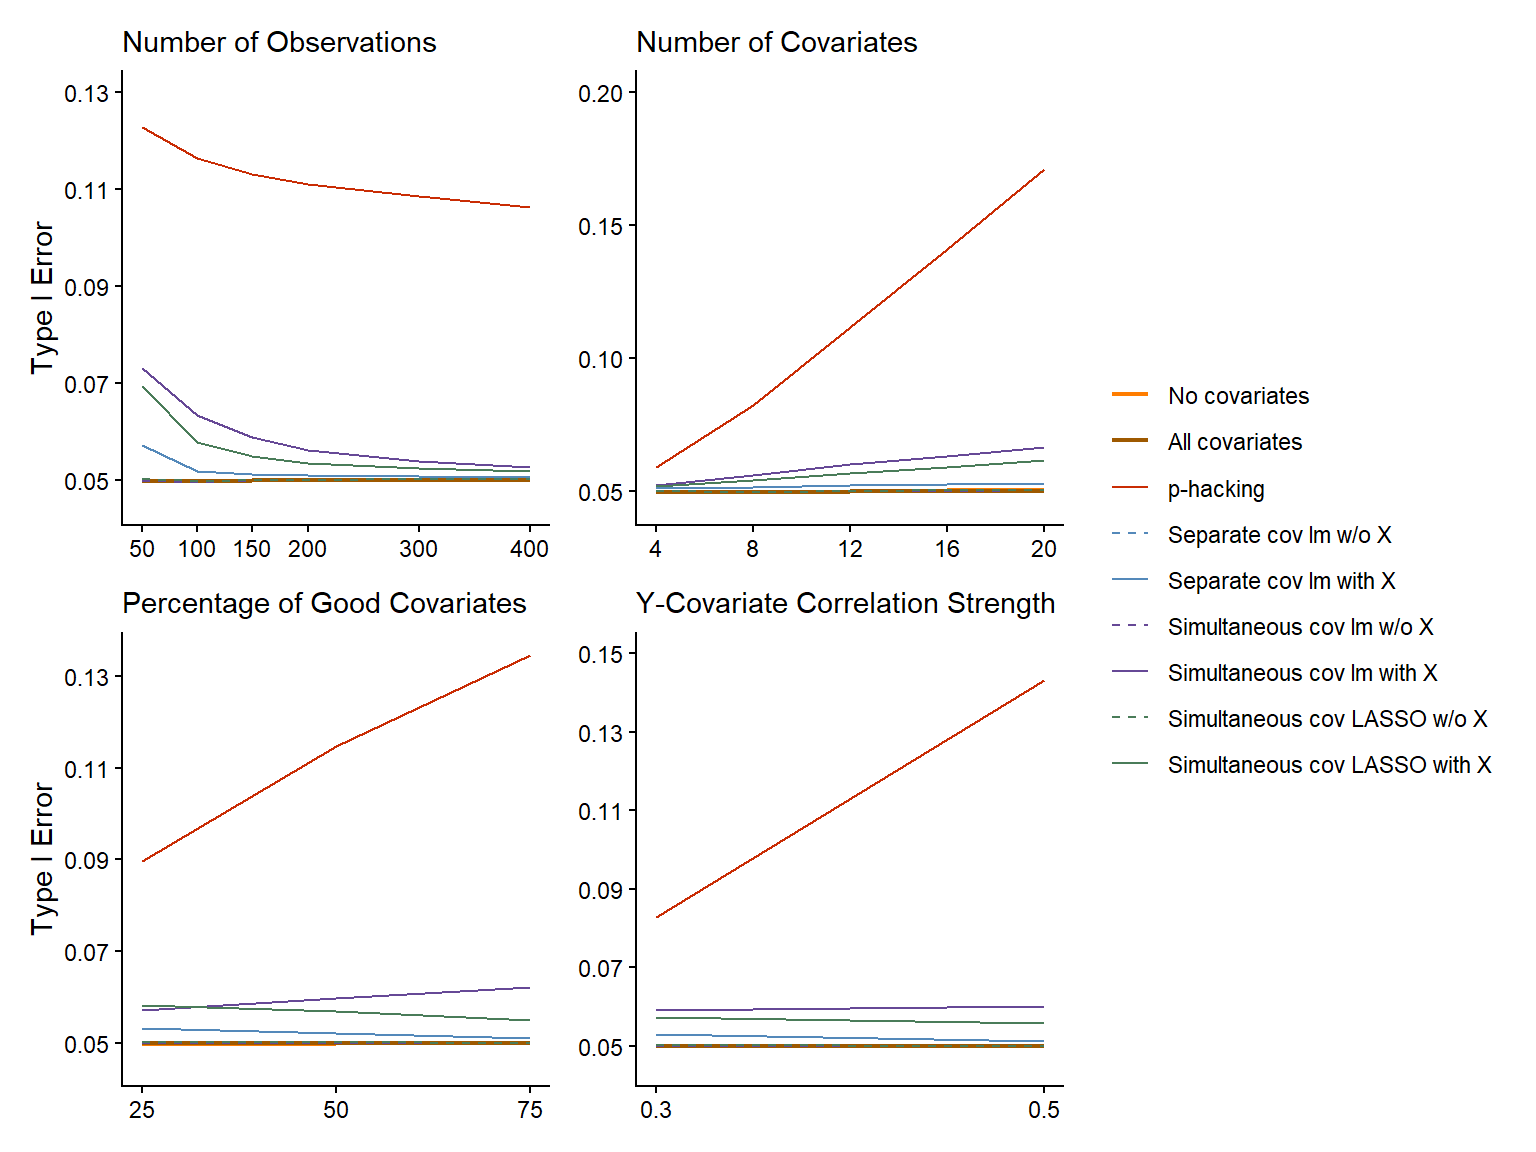 Number of Observations
Number of Covariates
Type I Error
0.13
0.11
0.09
0.07
0.05
50 100 150 200 300 400
0.20
0.15
0.10
0.05
4 8 12 16 20
Percentage of Good Covariates
Y-Covariate Correlation Strength
Type I Error
0.13
0.11
0.09
0.07
0.05
25 50 75
0.15
0.13
0.11
0.09
0.07
0.05
0.3 0.5
No covariates
All covariates
p-hacking
Separate cov lm w/o X
Separate cov lm with X
Simultaneous cov lm w/o X
Simultaneous cov lm with X
Simultaneous cov LASSO w/o X
Simultaneous cov LASSO with X